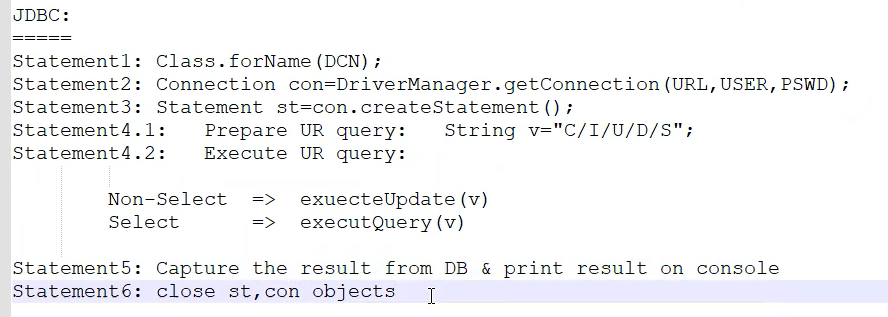 JDBC:
=====
Statement1: Class.forName(DCN);
Statement2: Connection con=DriverManager.getConnection(URL,USER,PSWD);
Statement3: Statement st=con.createStatement();
Statement4.1:   Prepare UR query:   String v="C/I/U/D/S";
Statement4.2:   Execute UR query:
Non-Select  =>  exuecteUpdate(v)
Select      =>  executQuery(v)
Statement5: Capture the result from DB & print result on console
Statement6: close st,con objects